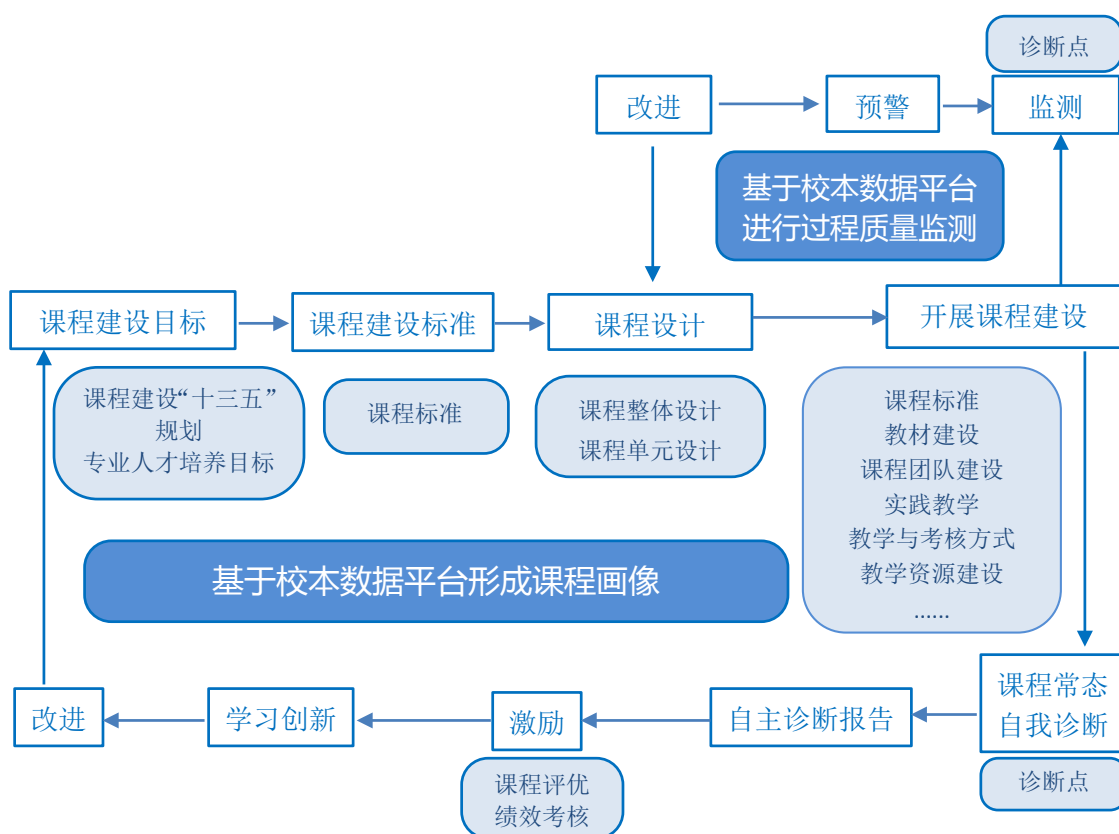 诊断点
改进
预警
监测
基于校本数据平台
进行过程质量监测
课程建设目标
课程建设标准
课程设计
开展课程建设
课程建设“十三五”
规划
专业人才培养目标
课程标准
课程整体设计
课程单元设计
课程标准
教材建设
课程团队建设
实践教学
教学与考核方式
教学资源建设
......
基于校本数据平台形成课程画像
改进
学习创新
激励
自主诊断报告
课程常态
自我诊断
课程评优
绩效考核
诊断点